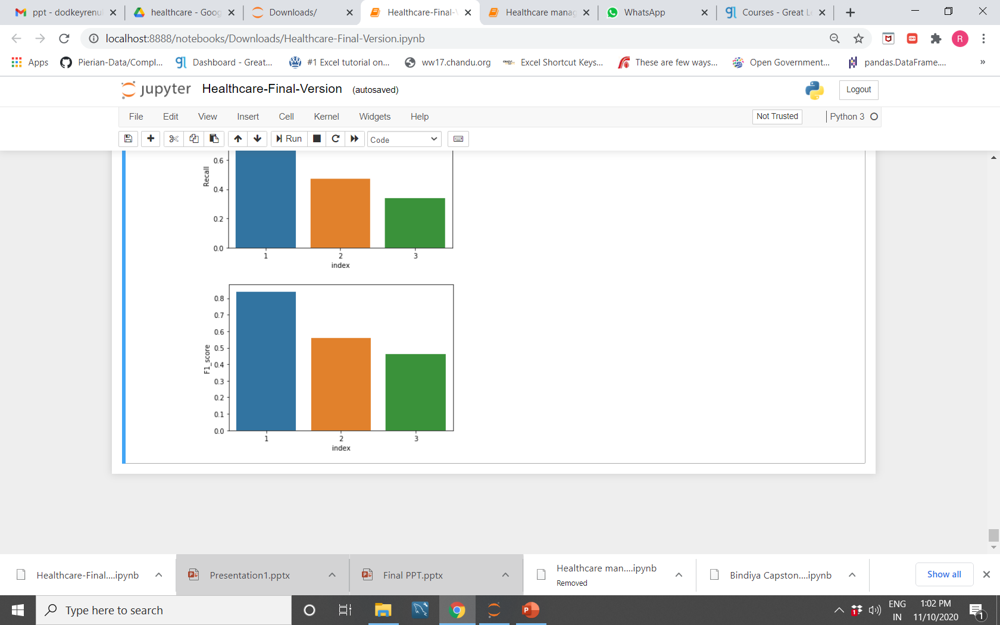 ppt - dodkeyrenu
healthcare - Goog
Downloads/
Healthcare-Final-V
Healthcare manag
WhatsApp
Courses - Great L
localhost:8888/notebooks/Downloads/Healthcare-Final-Version.ipynb
R
Apps
Pierian-Data/Compl...
Dashboard - Great...
#1 Excel tutorial on...
ww17.chandu.org
Excel Shortcut Keys...
These are few ways...
Open Government...
pandas.DataFrame....
»
jupyter Healthcare-Final-Version (autosaved)
Logout
File Edit View Insert Cell Kernel Widgets Help
Not Trusted
Python 3
Run
Code
0.6
0.4
0.2
0.0
Recall
1 2 3
index
0.8
0.7
0.6
0.5
0.4
0.3
0.2
0.1
0.0
F1_score
1 2 3
index
Healthcare-Final....ipynb
Presentation1.pptx
Final PPT.pptx
Healthcare man....ipynb
Removed
Bindiya Capston....ipynb
Show all
Type here to search
ENG
IN
1:02 PM
11/10/2020
1
1